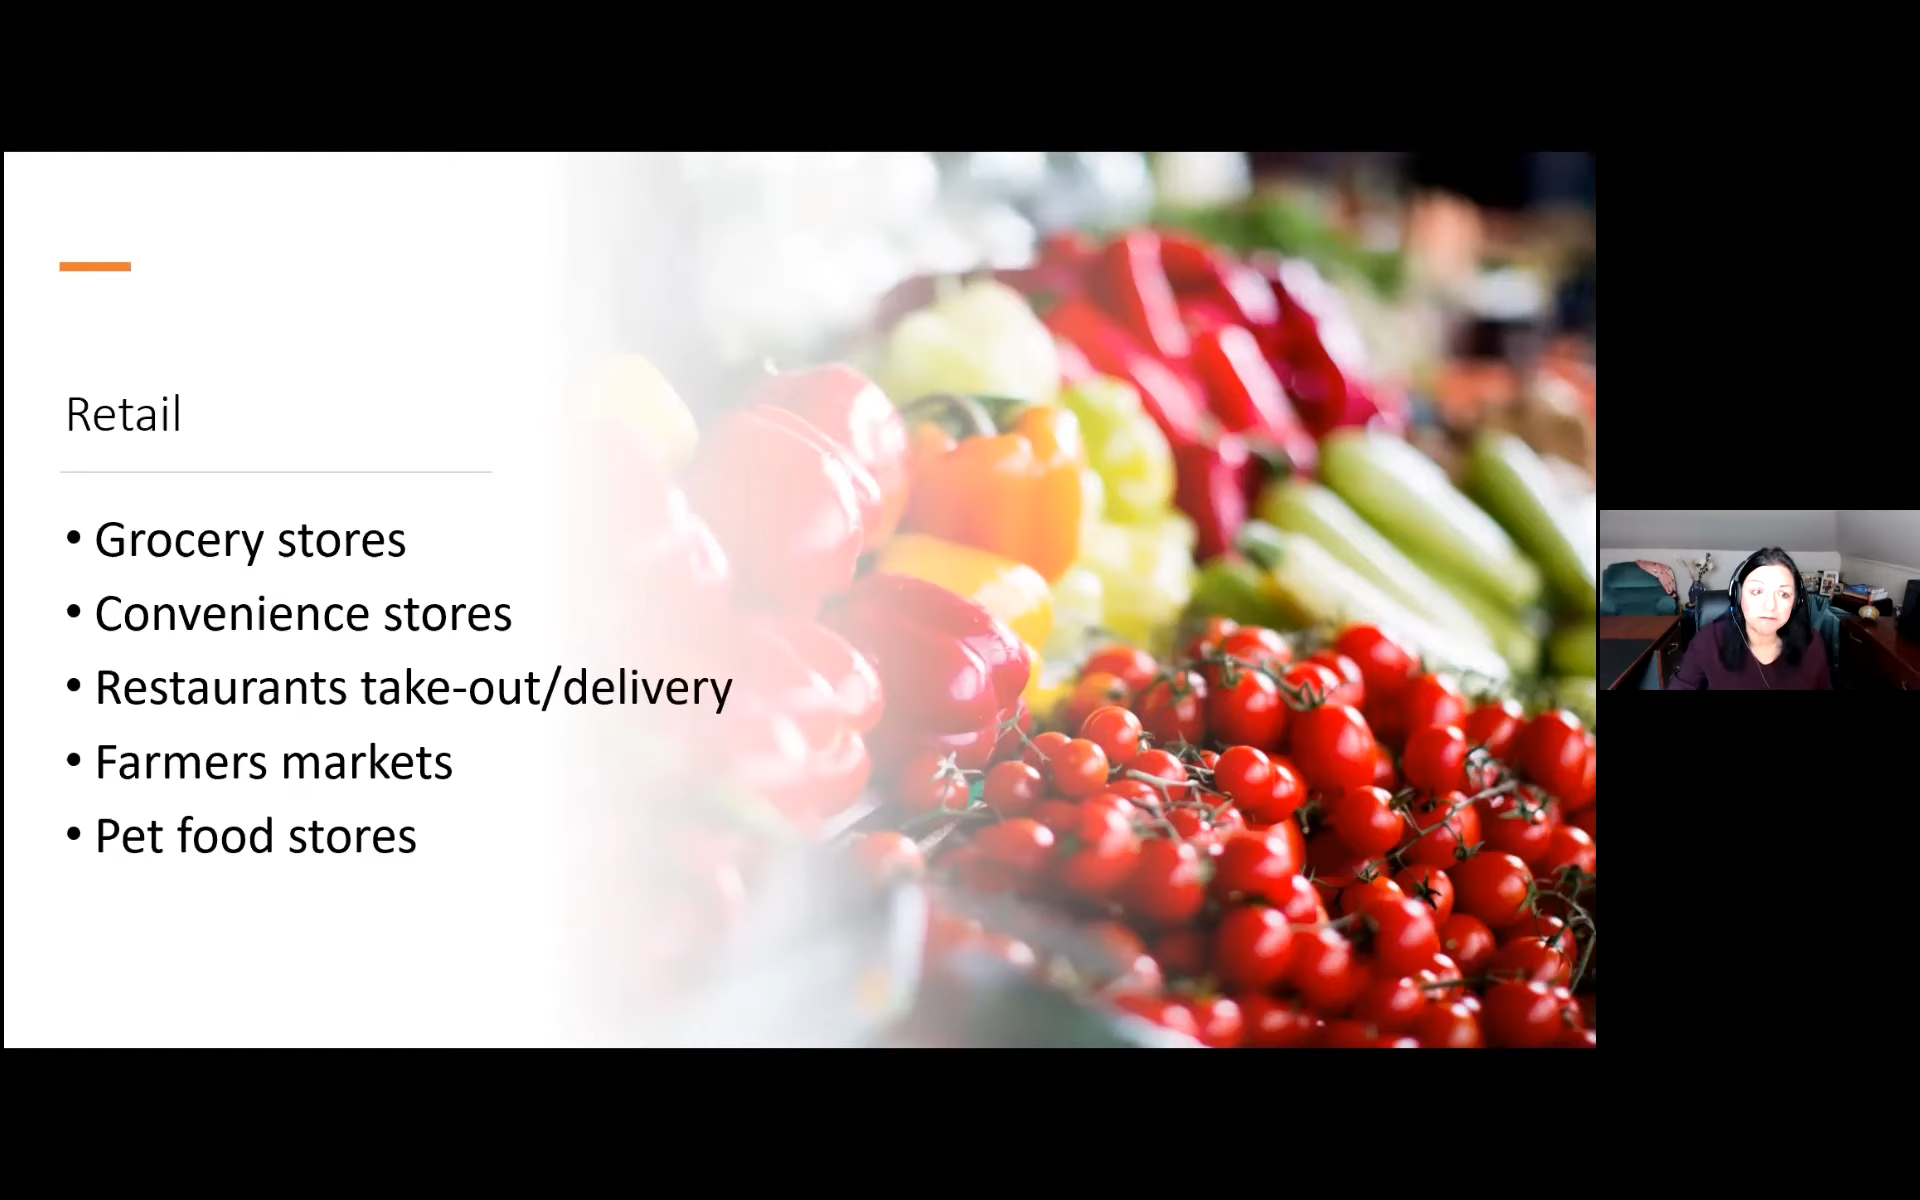 Retail
• Grocery stores
• Convenience stores
• Restaurants take-out/delivery
• Farmers markets
• Pet food stores